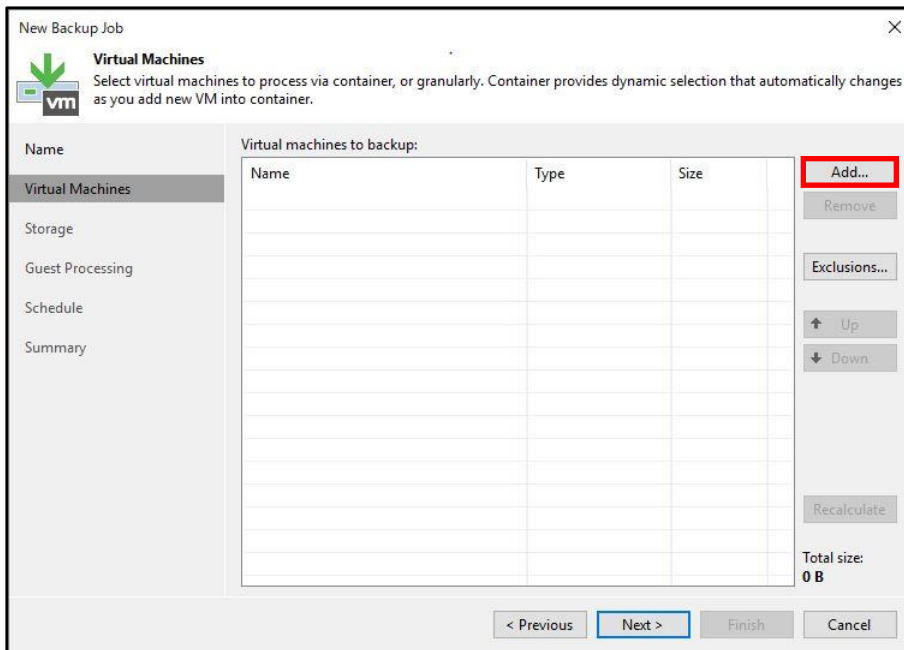 New Backup Job
Virtual Machines
Select virtual machines to process via container, or granularly. Container provides dynamic selection that automatically changes
as you add new VM into container.
vm
Name
Virtual Machines
Storage
Guest Processing
Schedule
Summary
Virtual machines to backup:
Name Type Size
Add...
Remove
Exclusions...
Up
Down
Recalculate
Total size:
0 B
< Previous Next > Finish Cancel